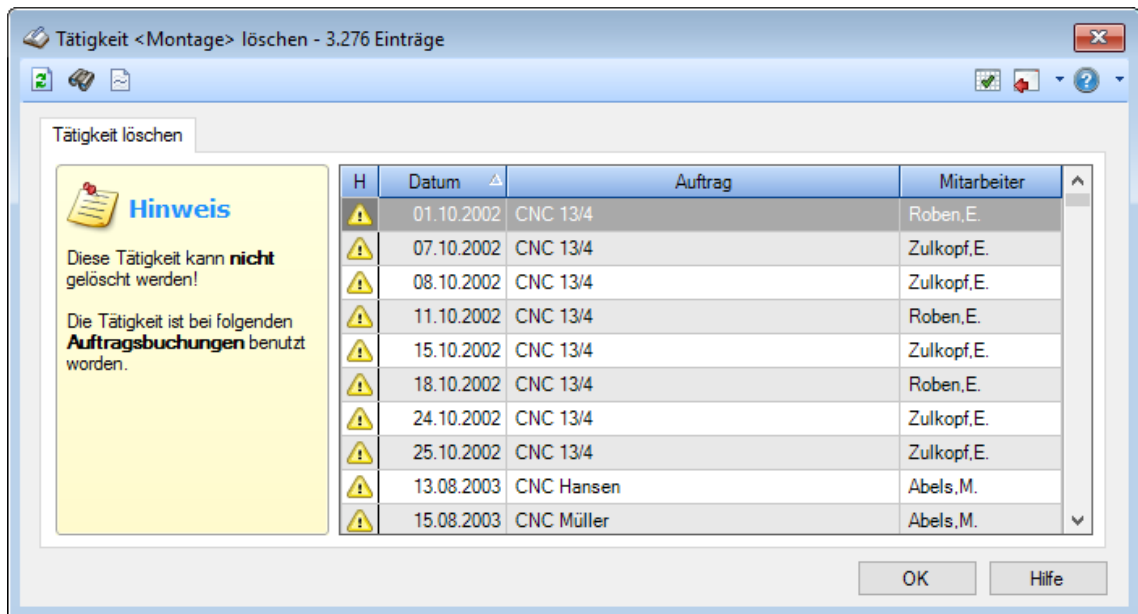 Tätigkeit <Montage> löschen - 3.276 Einträge
Tätigkeit löschen
Hinweis
Diese Tätigkeit kann nicht
gelöscht werden!
Die Tätigkeit ist bei folgenden
Auftragsbuchungen benutzt
worden.
H Datum Auftrag Mitarbeiter
01.10.2002 CNC 13/4 Roben,E.
07.10.2002 CNC 13/4 Zulkopf,E.
08.10.2002 CNC 13/4 Zulkopf,E.
11.10.2002 CNC 13/4 Roben,E.
15.10.2002 CNC 13/4 Zulkopf,E.
18.10.2002 CNC 13/4 Roben,E.
24.10.2002 CNC 13/4 Zulkopf,E.
25.10.2002 CNC 13/4 Zulkopf,E.
13.08.2003 CNC Hansen Abels,M.
15.08.2003 CNC Müller Abels,M.
OK Hilfe